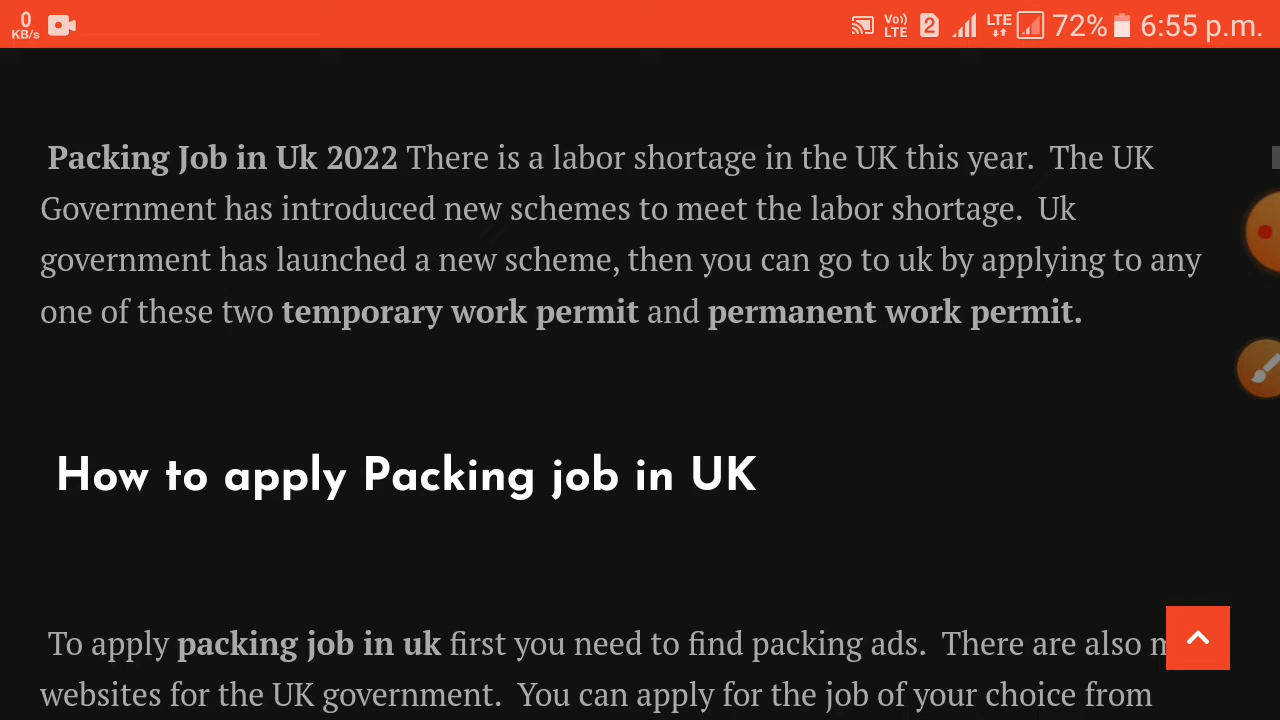 0
KB/s
Vo))
LTE
2
LTE
72%
6:55 p.m.
Packing Job in Uk 2022 There is a labor shortage in the UK this year.  The UK
Government has introduced new schemes to meet the labor shortage.  Uk
government has launched a new scheme, then you can go to uk by applying to any
one of these two temporary work permit and permanent work permit.
How to apply Packing job in UK
To apply packing job in uk first you need to find packing ads.  There are also
websites for the UK government.  You can apply for the job of your choice from